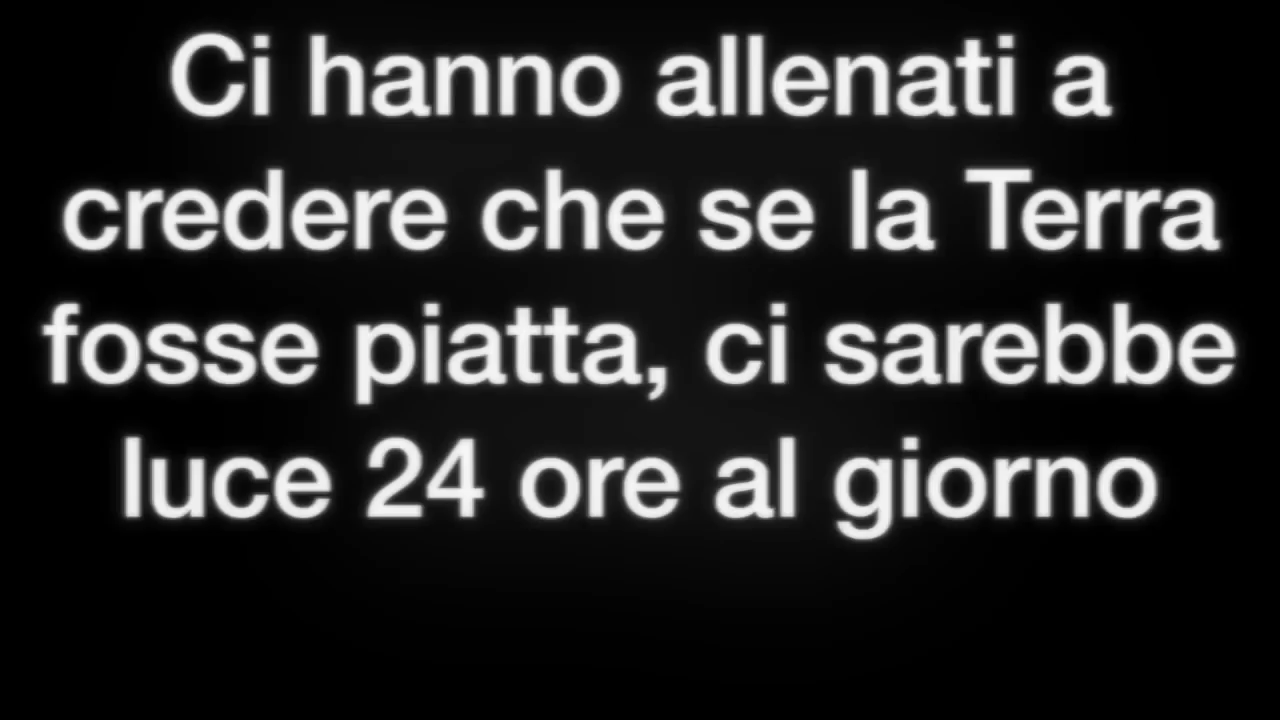 Ci hanno allenati a
credere che se la Terra
fosse piatta, ci sarebbe
luce 24 ore al giorno